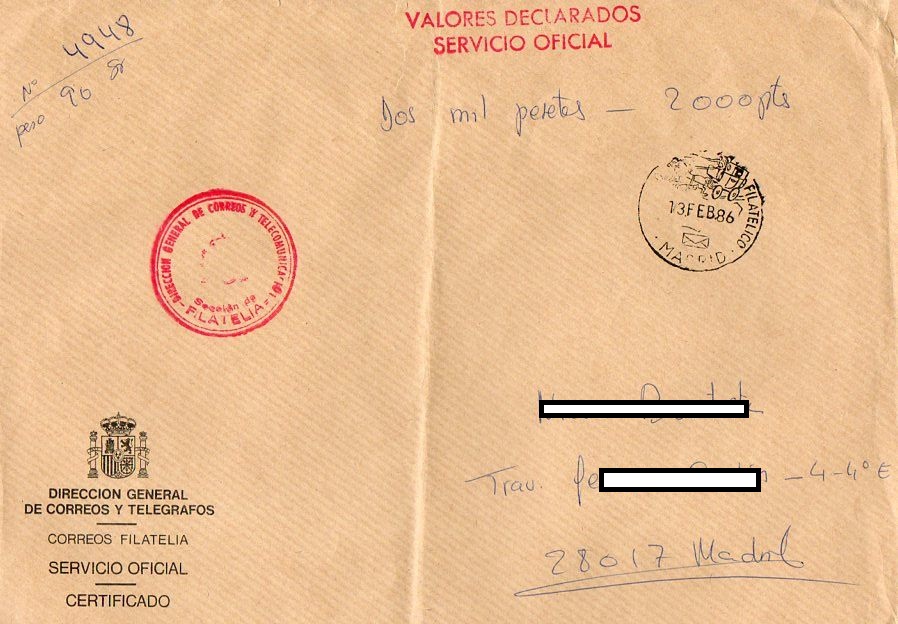 VALORES DECLARADOS
SERVICIO OFICIAL
Nº 4948
peso 96 gr
Dos mil pesetas — 2000 pts
DIRECCIÓN GENERAL DE CORREOS Y TELECOMUNICACIÓN
Sección de
FILATELIA
FILATELICO
13.FEB.86
MADRID
Trav.
- 4-4º E
28017 Madrid
DIRECCION GENERAL
DE CORREOS Y TELEGRAFOS
CORREOS FILATELIA
SERVICIO OFICIAL
CERTIFICADO